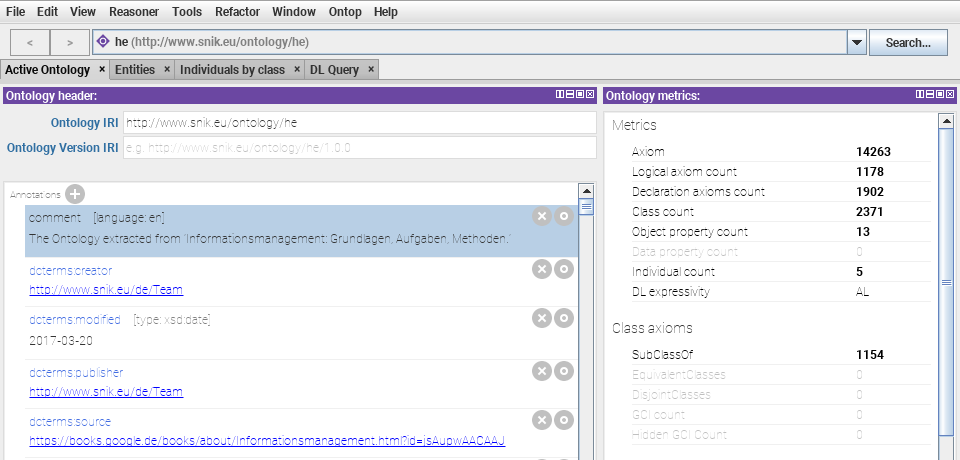 File Edit View Reasoner Tools Refactor Window Ontop Help
< > he (http://www.snik.eu/ontology/he) Search...
Active Ontology × Entities × Individuals by class × DL Query ×
Ontology header:
Ontology IRI http://www.snik.eu/ontology/he
Ontology Version IRI e.g. http://www.snik.eu/ontology/he/1.0.0
Annotations
comment [language: en]
The Ontology extracted from 'Informationsmanagement: Grundlagen, Aufgaben, Methoden.'
dcterms:creator
http://www.snik.eu/de/Team
dcterms:modified [type: xsd:date]
2017-03-20
dcterms:publisher
http://www.snik.eu/de/Team
dcterms:source
https://books.google.de/books/about/Informationsmanagement.html?id=jsAupwAACAAJ
Ontology metrics:
Metrics
Axiom 14263
Logical axiom count 1178
Declaration axioms count 1902
Class count 2371
Object property count 13
Data property count 0
Individual count 5
DL expressivity AL
Class axioms
SubClassOf 1154
EquivalentClasses 0
DisjointClasses 0
GCI count 0
Hidden GCI Count 0